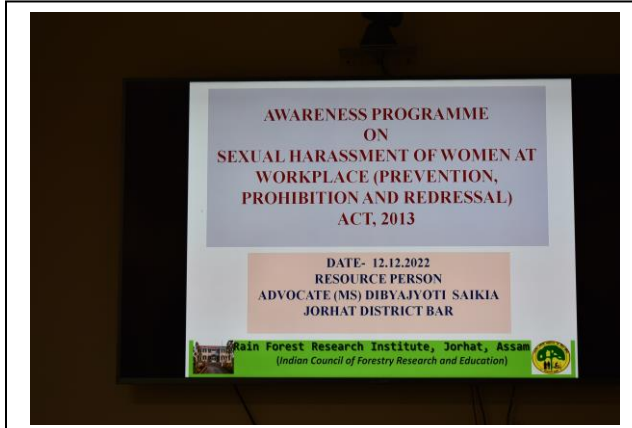 AWARENESS PROGRAMME
ON
SEXUAL HARASSMENT OF WOMEN AT
WORKPLACE (PREVENTION,
PROHIBITION AND REDRESSAL)
ACT, 2013
DATE- 12.12.2022
RESOURCE PERSON
ADVOCATE (MS) DIBYAJYOTI SAIKIA
JORHAT DISTRICT BAR
Rain Forest Research Institute, Jorhat, Assam
(Indian Council of Forestry Research and Education)